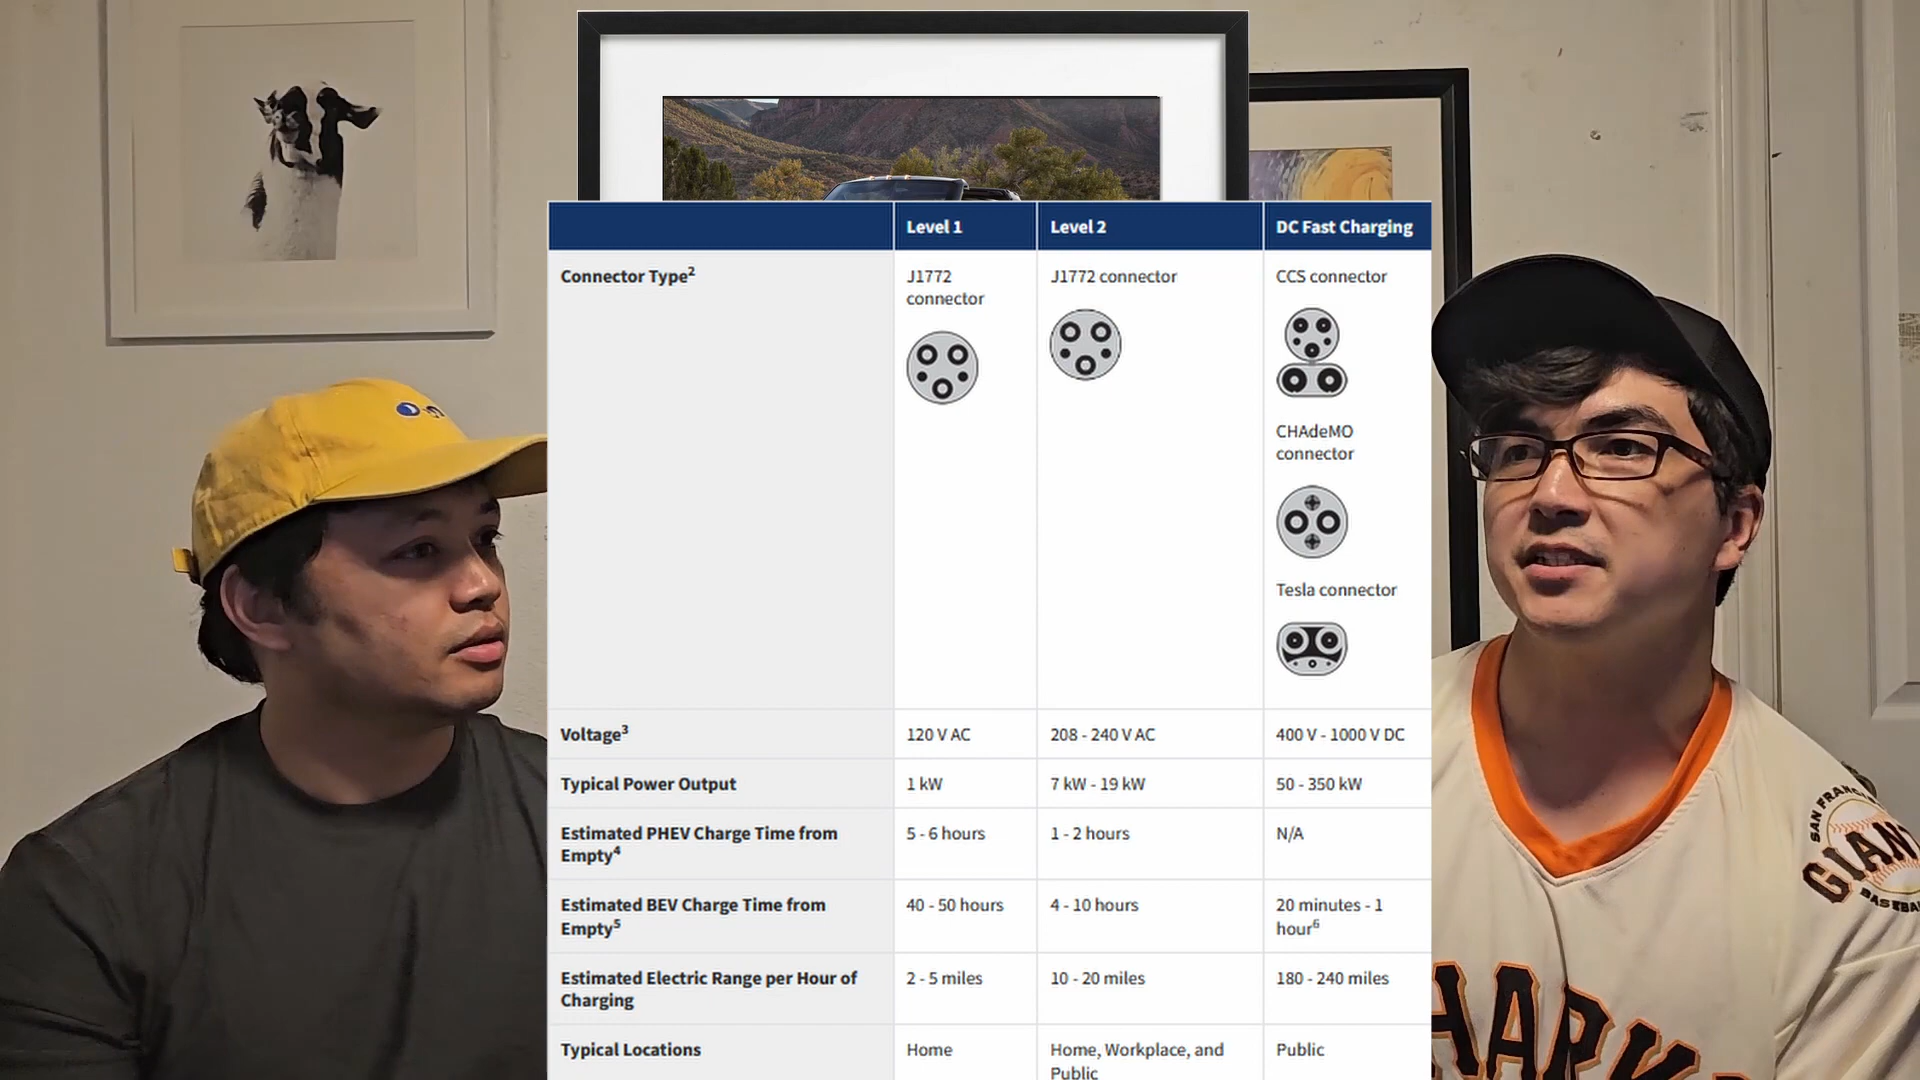 Level 1
Level 2
DC Fast Charging
Connector Type2
J1772
connector
J1772 connector
CCS connector
CHAdeMO
connector
Tesla connector
Voltage3
120 V AC
208 - 240 V AC
400 V - 1000 V DC
Typical Power Output
1 kW
7 kW - 19 kW
50 - 350 kW
Estimated PHEV Charge Time from
Empty4
5 - 6 hours
1 - 2 hours
N/A
Estimated BEV Charge Time from
Empty5
40 - 50 hours
4 - 10 hours
20 minutes - 1
hour6
Estimated Electric Range per Hour of
Charging
2 - 5 miles
10 - 20 miles
180 - 240 miles
Typical Locations
Home
Home, Workplace, and
Public
Public